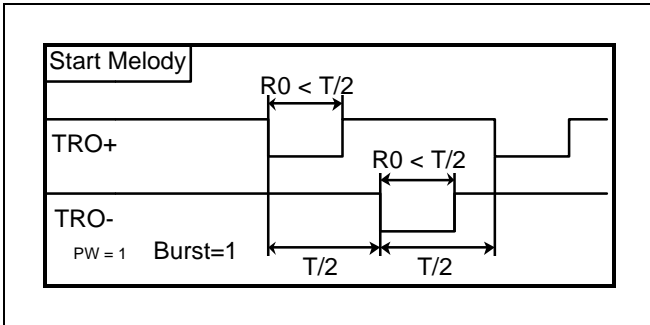 Start Melody
R0 < T/2
TRO+
R0 < T/2
TRO-
PW = 1 Burst=1
T/2 T/2